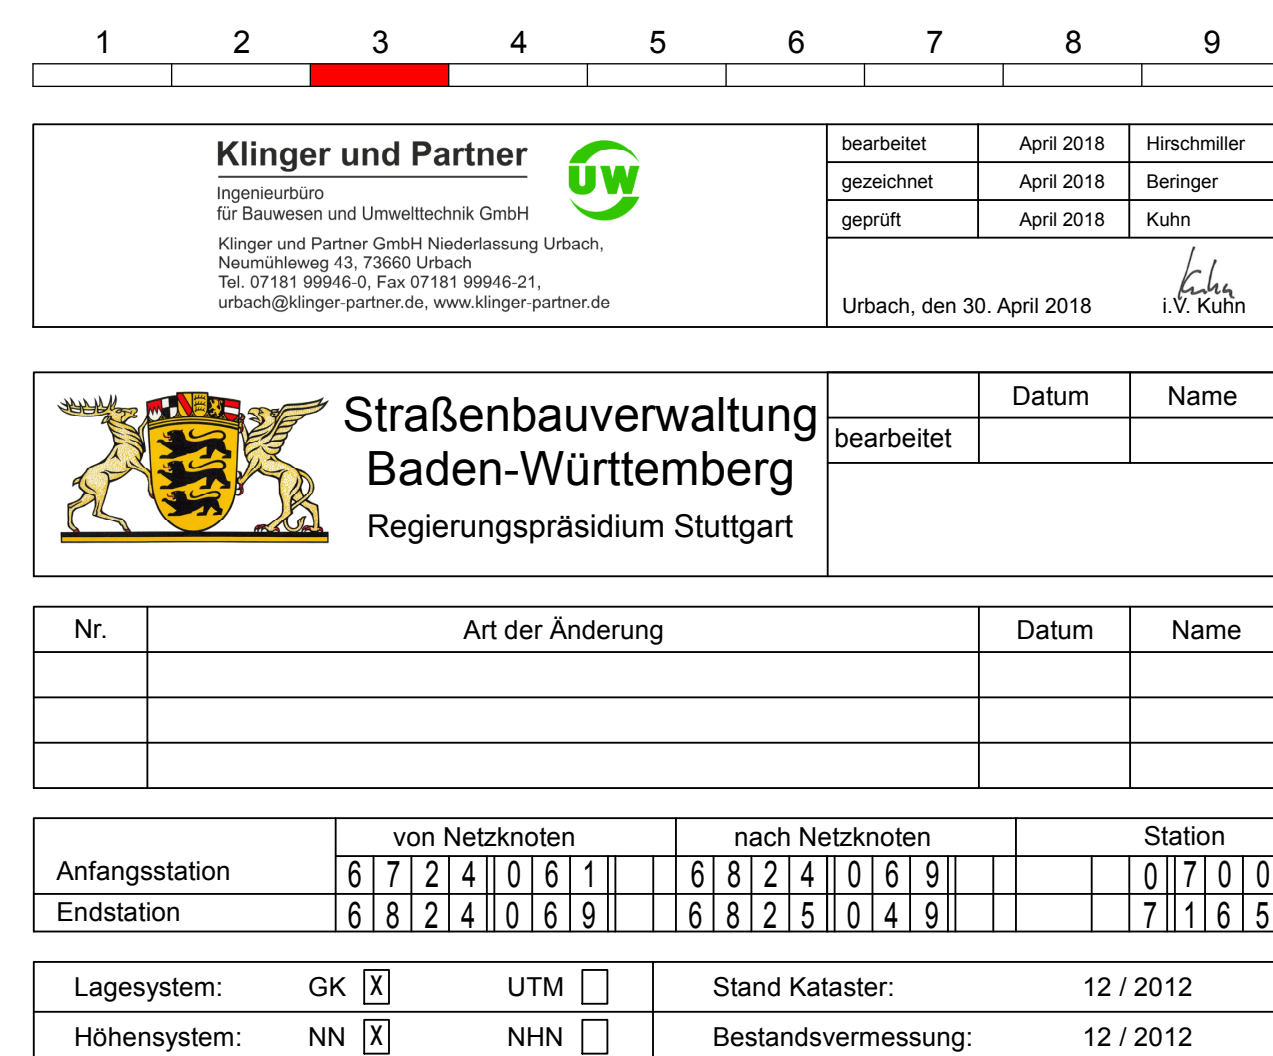 1 2 3 4 5 6 7 8 9
Klinger und Partner
UW
Ingenieurbüro
für Bauwesen und Umwelttechnik GmbH
Klinger und Partner GmbH Niederlassung Urbach,
Neumühleweg 43, 73660 Urbach
Tel. 07181 99946-0, Fax 07181 99946-21,
urbach@klinger-partner.de, www.klinger-partner.de
bearbeitet April 2018 Hirschmiller
gezeichnet April 2018 Beringer
geprüft April 2018 Kuhn
Kuhn
Urbach, den 30. April 2018 i.V. Kuhn
Straßenbauverwaltung
Baden-Württemberg
Regierungspräsidium Stuttgart
Datum Name
bearbeitet
Nr. Art der Änderung Datum Name
von Netzknoten nach Netzknoten Station
Anfangsstation 6 7 2 4 0 6 1 6 8 2 4 0 6 9 0 7 0 0
Endstation 6 8 2 4 0 6 9 6 8 2 5 0 4 9 7 1 6 5
Lagesystem: GK X UTM Stand Kataster: 12 / 2012
Höhensystem: NN X NHN Bestandsvermessung: 12 / 2012